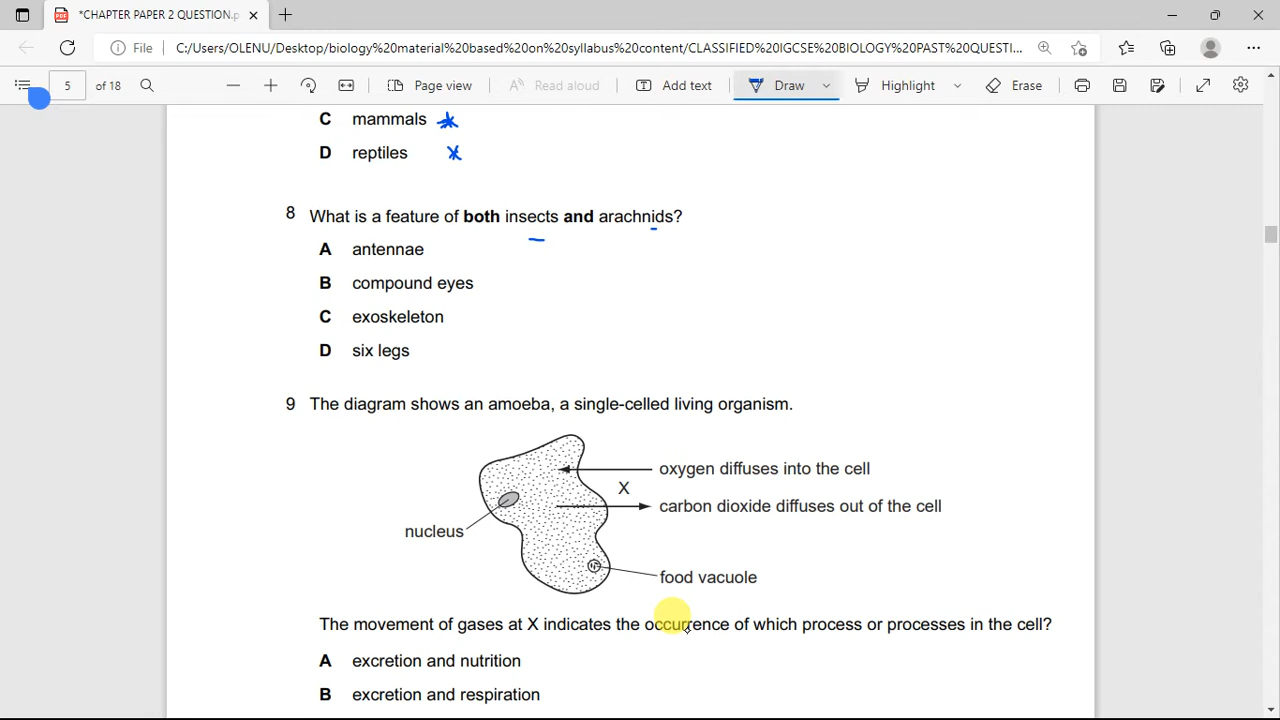 *CHAPTER PAPER 2 QUESTION.p
File
C:/Users/OLENU/Desktop/biology%20material%20based%20on%20syllabus%20content/CLASSIFIED%20IGCSE%20BIOLOGY%20PAST%20QUESTI...
5 of 18
Page view
Read aloud
Add text
Draw
Highlight
Erase
C mammals
D reptiles
8 What is a feature of both insects and arachnids?
A antennae
B compound eyes
C exoskeleton
D six legs
9 The diagram shows an amoeba, a single-celled living organism.
oxygen diffuses into the cell
X
carbon dioxide diffuses out of the cell
nucleus
food vacuole
The movement of gases at X indicates the occurrence of which process or processes in the cell?
A excretion and nutrition
B excretion and respiration